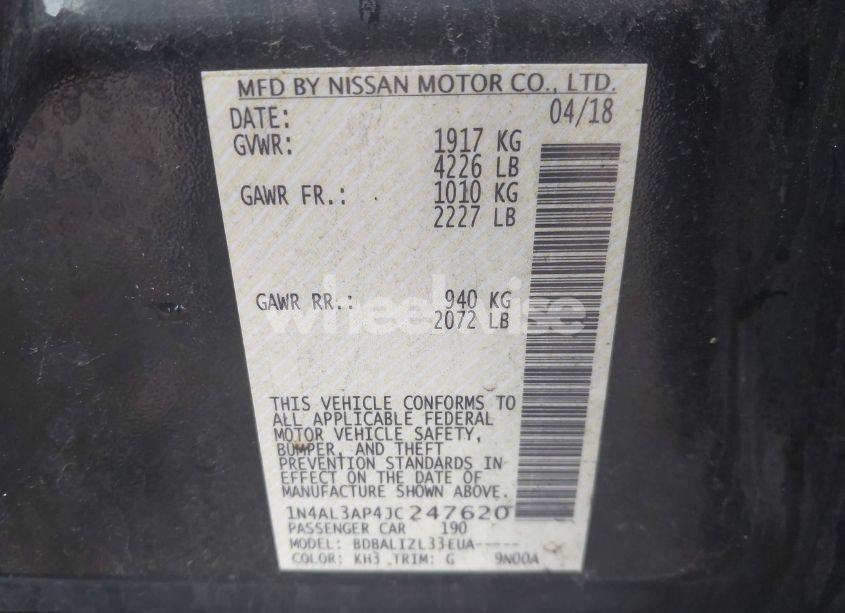 MFD BY NISSAN MOTOR CO., LTD.
DATE: 04/18
GVWR: 1917 KG
4226 LB
GAWR FR.: 1010 KG
2227 LB
GAWR RR.: 940 KG
2072 LB
wheelwise
THIS VEHICLE CONFORMS TO
ALL APPLICABLE FEDERAL
MOTOR VEHICLE SAFETY,
BUMPER, AND THEFT
PREVENTION STANDARDS IN
EFFECT ON THE DATE OF
MANUFACTURE SHOWN ABOVE.
1N4AL3AP4JC247620
PASSENGER CAR 190
MODEL: BDBALIZL33EUA-----
COLOR: KH3 TRIM: G 9N00A